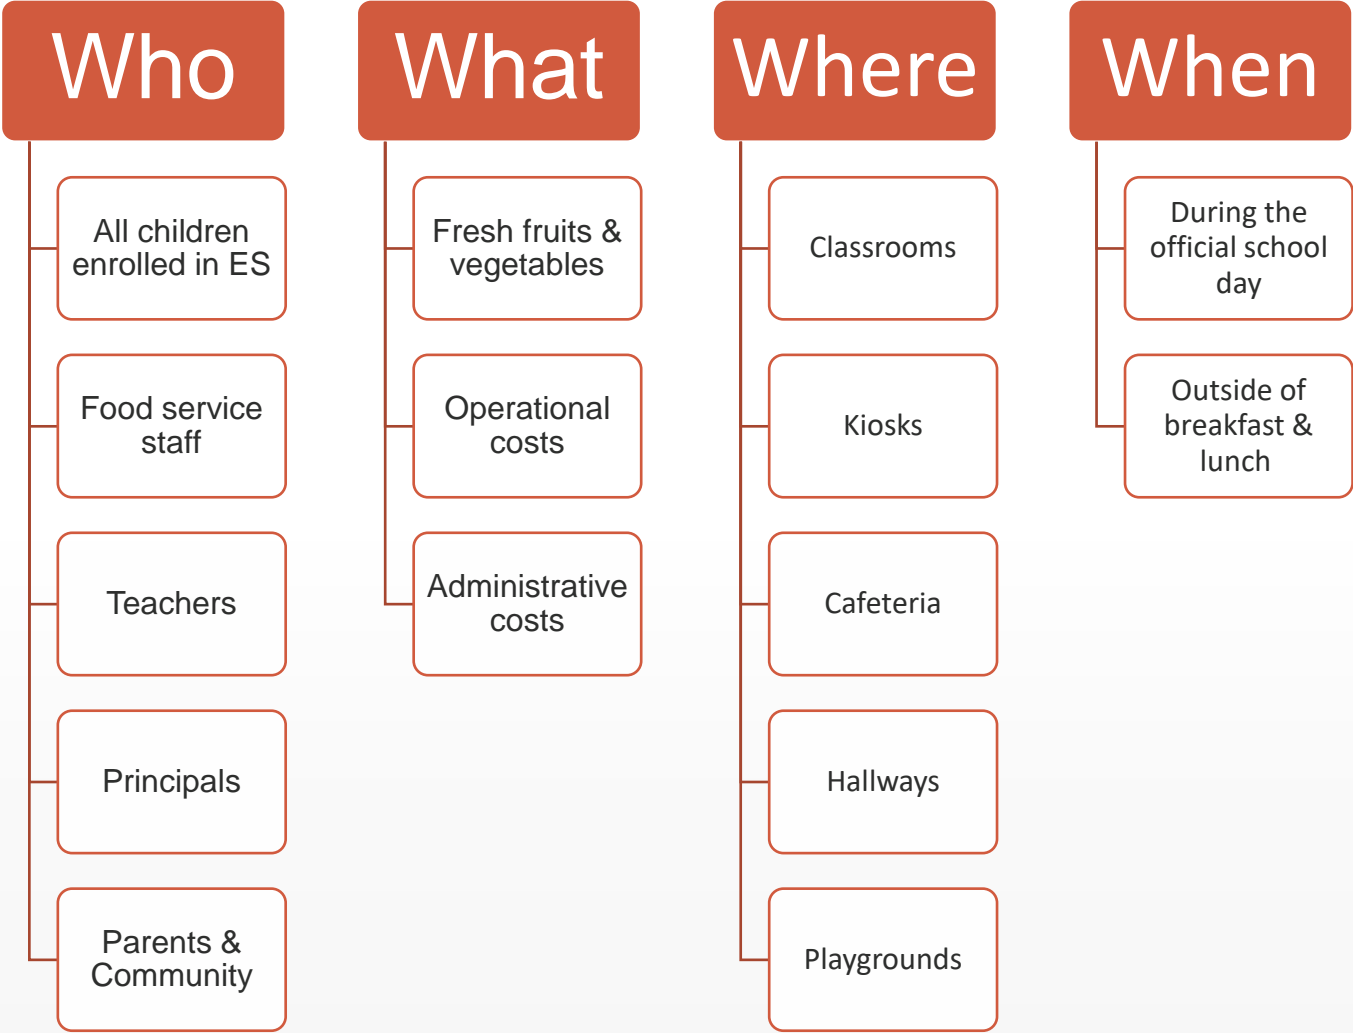 Who
All children
enrolled in ES
Food service
staff
Teachers
Principals
Parents &
Community
What
Fresh fruits &
vegetables
Operational
costs
Administrative
costs
Where
Classrooms
Kiosks
Cafeteria
Hallways
Playgrounds
When
During the
official school
day
Outside of
breakfast &
lunch